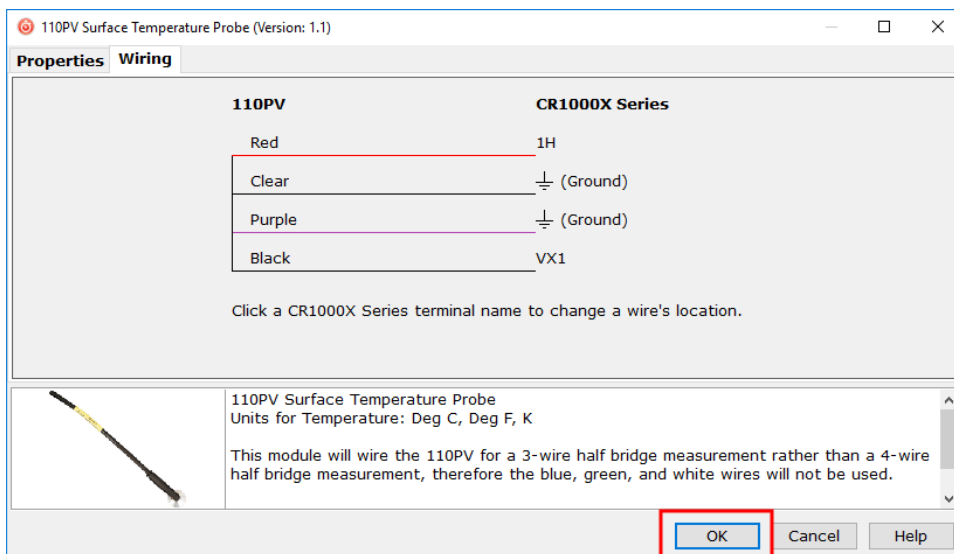 110PV Surface Temperature Probe (Version: 1.1)
Properties Wiring
110PV CR1000X Series
Red 1H
Clear (Ground)
Purple (Ground)
Black VX1
Click a CR1000X Series terminal name to change a wire's location.
110PV Surface Temperature Probe
Units for Temperature: Deg C, Deg F, K
This module will wire the 110PV for a 3-wire half bridge measurement rather than a 4-wire
half bridge measurement, therefore the blue, green, and white wires will not be used.
OK Cancel Help